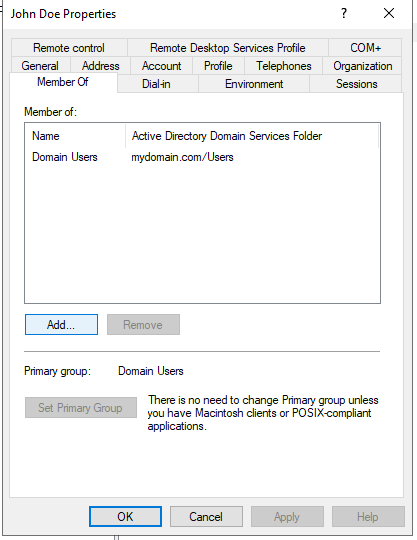 John Doe Properties
? ×
Remote control Remote Desktop Services Profile COM+
General Address Account Profile Telephones Organization
Member Of Dial-in Environment Sessions
Member of:
Name Active Directory Domain Services Folder
Domain Users mydomain.com/Users
Add... Remove
Primary group: Domain Users
Set Primary Group
There is no need to change Primary group unless
you have Macintosh clients or POSIX-compliant
applications.
OK Cancel Apply Help